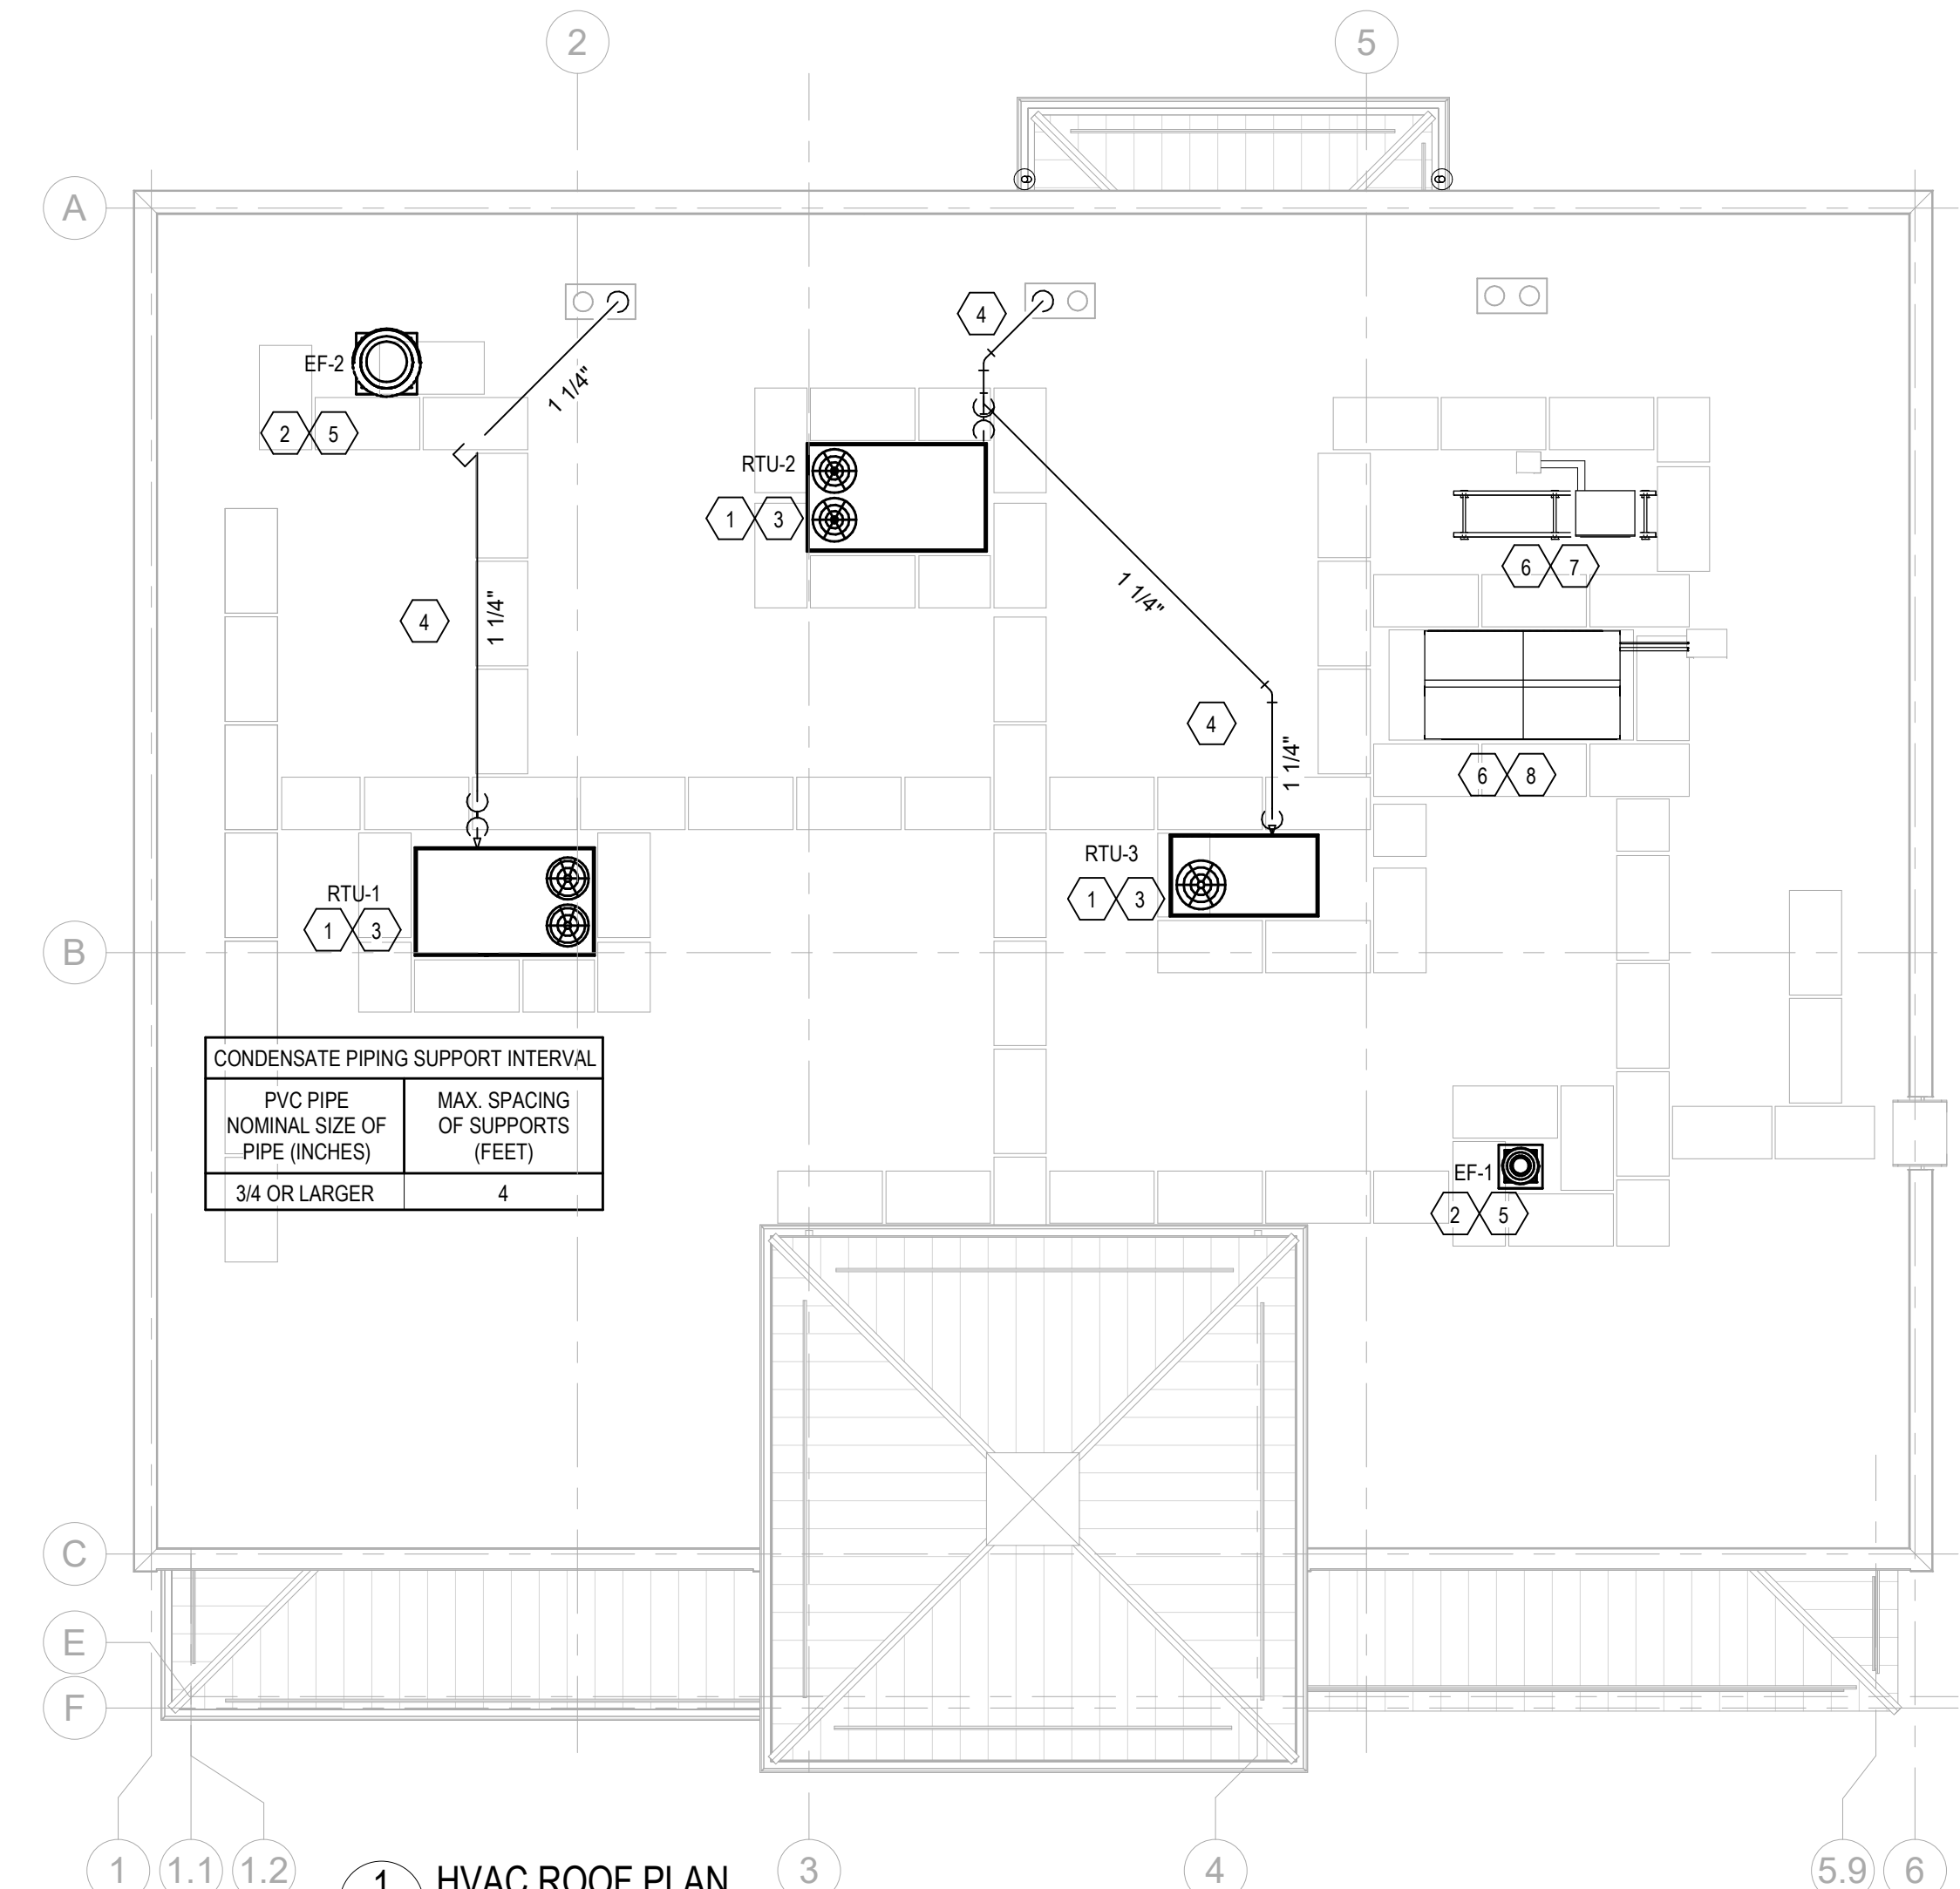 2
5
A
9
9
4
EF-2
1 1/4"
2
5
RTU-2
1
3
1 1/4"
6
7
4
1 1/4"
4
1 1/4"
6
8
RTU-1
1
3
RTU-3
1
3
B
CONDENSATE PIPING SUPPORT INTERVAL
PVC PIPE
NOMINAL SIZE OF
PIPE (INCHES)
MAX. SPACING
OF SUPPORTS
(FEET)
3/4 OR LARGER
4
EF-1
2
5
C
E
F
1
1.1
1.2
3
4
5.9
6
1
HVAC ROOF PLAN